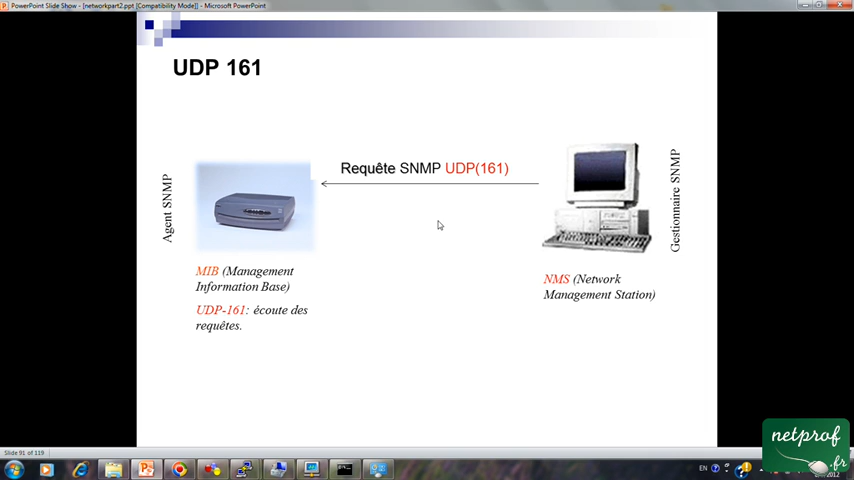 PowerPoint Slide Show - [networkpart2.ppt [Compatibility Mode]] - Microsoft PowerPoint
UDP 161
Requête SNMP UDP(161)
Agent SNMP
Gestionnaire SNMP
MIB (Management
Information Base)
UDP-161: écoute des
requêtes.
NMS (Network
Management Station)
Slide 91 of 119
EN
netprof
.fr